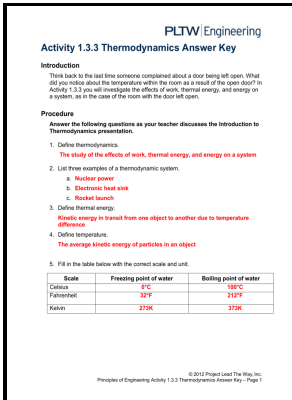 PLTW Engineering
Activity 1.3.3 Thermodynamics Answer Key
Introduction
Think back to the last time someone complained about a door being left open. What
did you notice about the temperature within the room as a result of the open door? In
Activity 1.3.3 you will investigate the effects of work, thermal energy, and energy on
a system, as in the case of the room with the door left open.
Procedure
Answer the following questions as your teacher discusses the Introduction to
Thermodynamics presentation.
1. Define thermodynamics.
The study of the effects of work, thermal energy, and energy on a system
2. List three examples of a thermodynamic system.
a. Nuclear power
b. Electronic heat sink
c. Rocket launch
3. Define thermal energy.
Kinetic energy in transit from one object to another due to temperature
difference
4. Define temperature.
The average kinetic energy of particles in an object
5. Fill in the table below with the correct scale and unit.
Scale Freezing point of water Boiling point of water
Celsius 0°C 100°C
Fahrenheit 32°F 212°F
Kelvin 273K 373K
© 2012 Project Lead The Way, Inc.
Principles of Engineering Activity 1.3.3 Thermodynamics Answer Key – Page 1